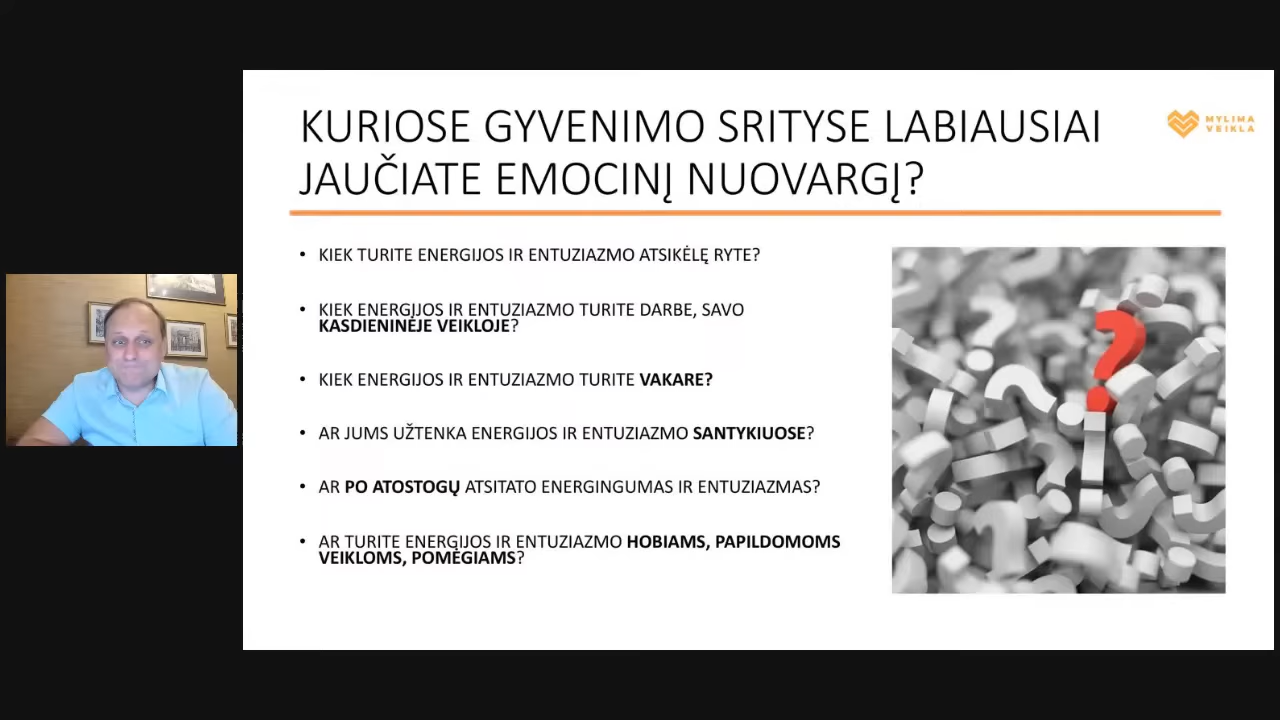 KURIOSE GYVENIMO SRITYSE LABIAUSIAI
JAUČIATE EMOCINĮ NUOVARGĮ?
MYLIMA
VEIKLA
• KIEK TURITE ENERGIJOS IR ENTUZIAZMO ATSIKĖLĘ RYTE?
• KIEK ENERGIJOS IR ENTUZIAZMO TURITE DARBE, SAVO
KASDIENINĖJE VEIKLOJE?
• KIEK ENERGIJOS IR ENTUZIAZMO TURITE VAKARE?
• AR JUMS UŽTENKA ENERGIJOS IR ENTUZIAZMO SANTYKIUOSE?
• AR PO ATOSTOGŲ ATSITATO ENERGINGUMAS IR ENTUZIAZMAS?
• AR TURITE ENERGIJOS IR ENTUZIAZMO HOBIAMS, PAPILDOMOMS
VEIKLOMS, POMĖGIAMS?